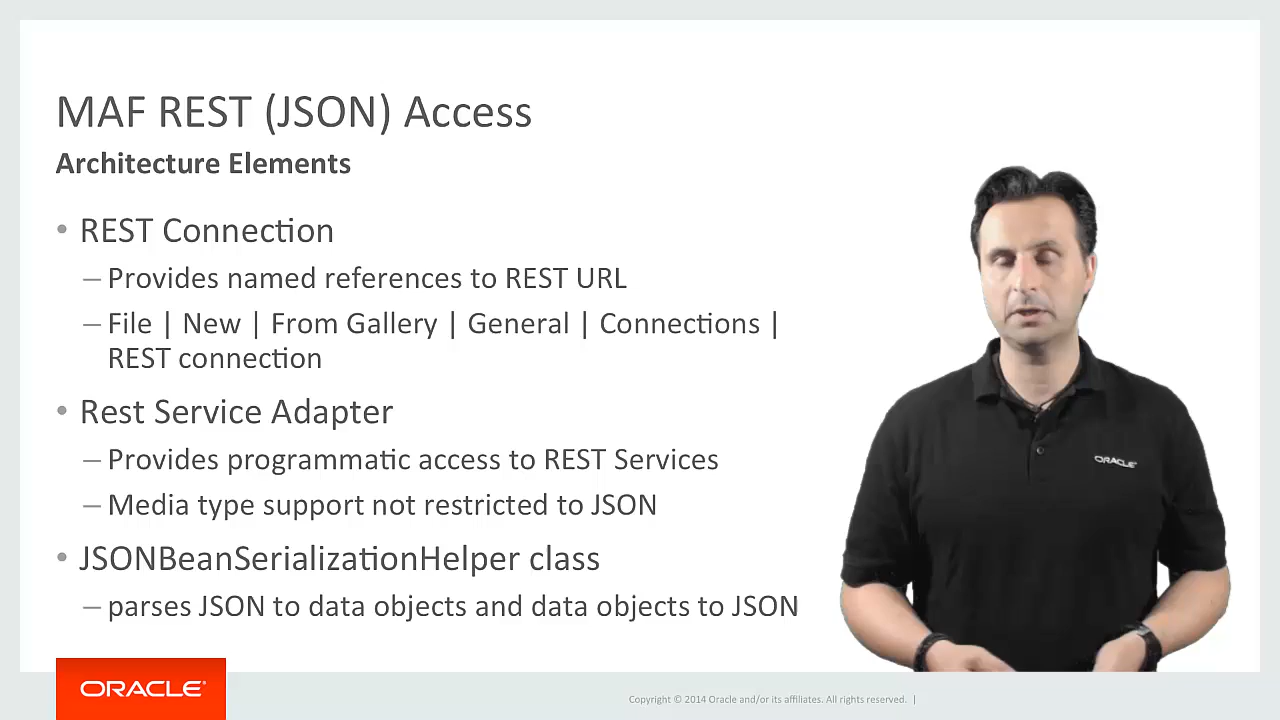 MAF REST (JSON) Access
Architecture Elements
• REST Connection
– Provides named references to REST URL
– File | New | From Gallery | General | Connections |
REST connection
• Rest Service Adapter
– Provides programmatic access to REST Services
– Media type support not restricted to JSON
• JSONBeanSerializationHelper class
– parses JSON to data objects and data objects to JSON
ORACLE
ORACLE®
Copyright © 2014 Oracle and/or its affiliates. All rights reserved. |